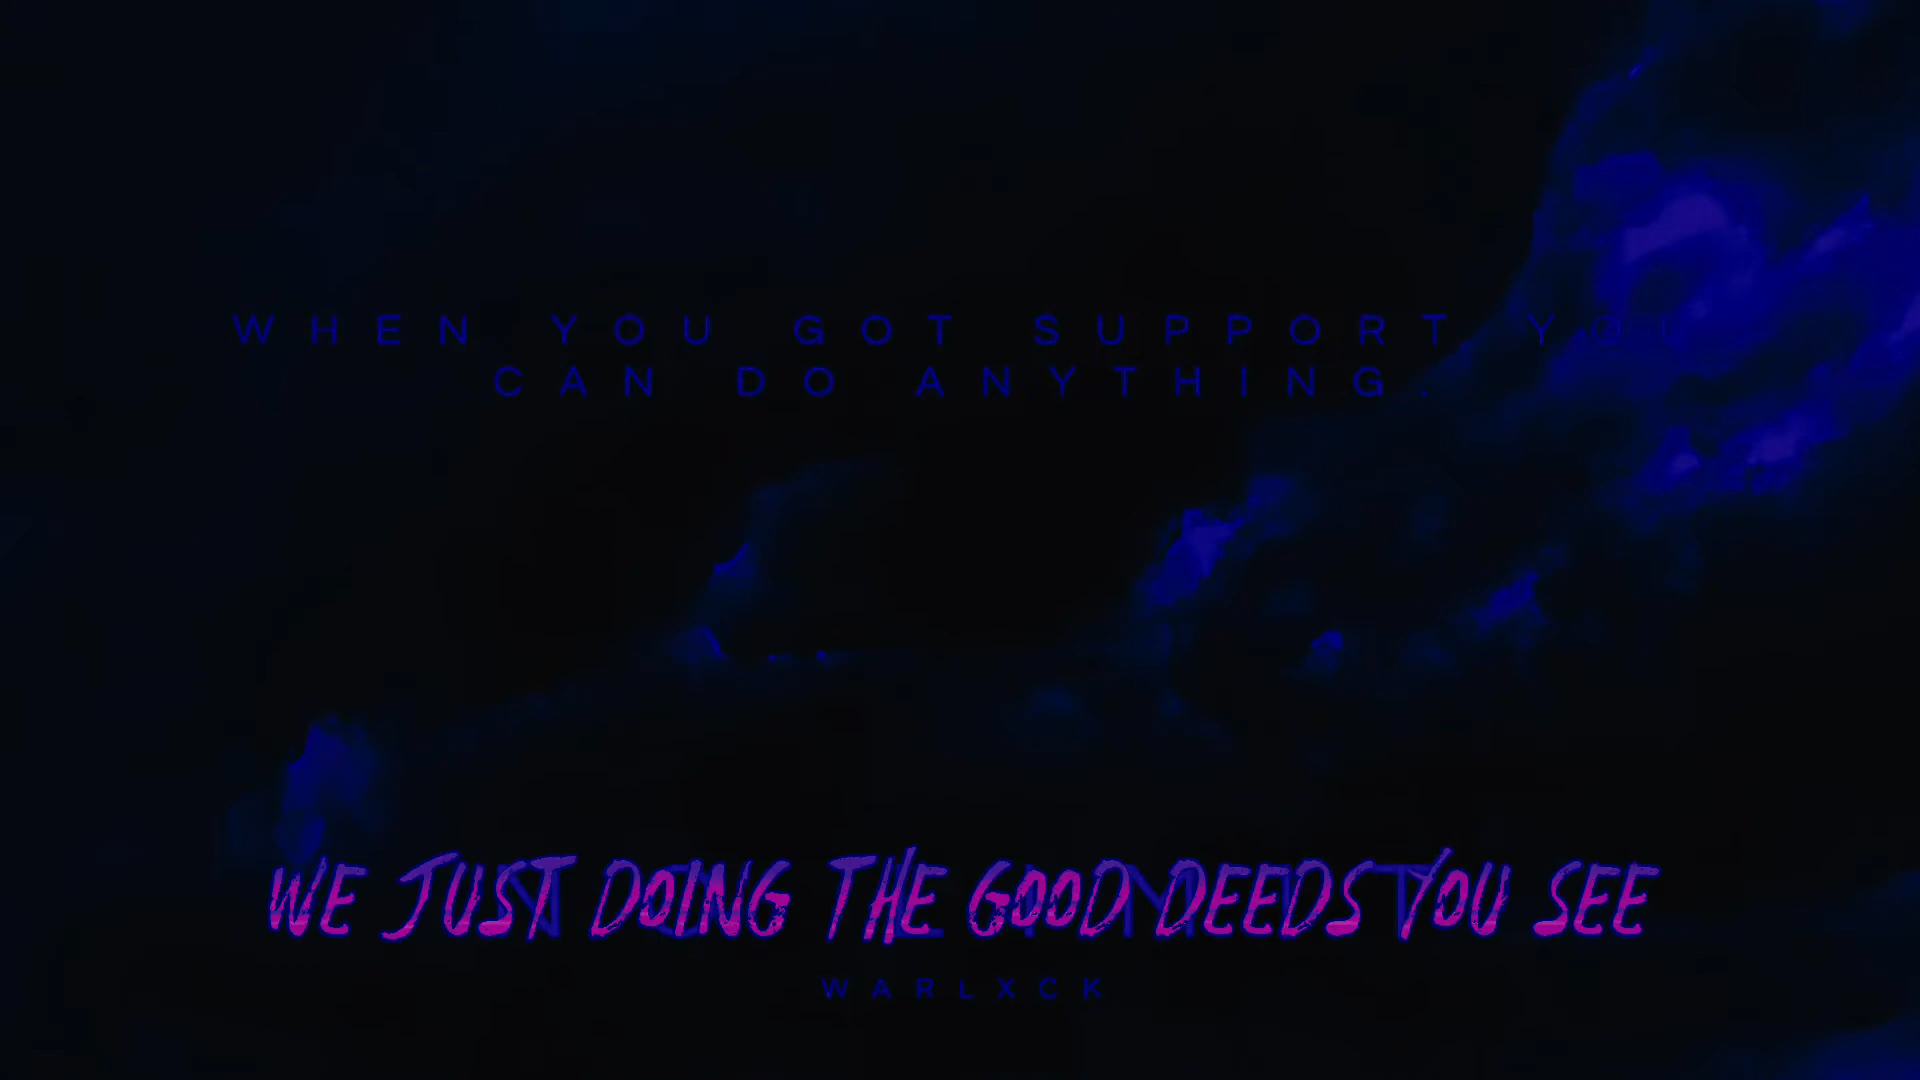 WHEN YOU GOT SUPPORT YOU
CAN DO ANYTHING.
WE JUST DOING THE GOOD DEEDS YOU SEE
WARLXCK